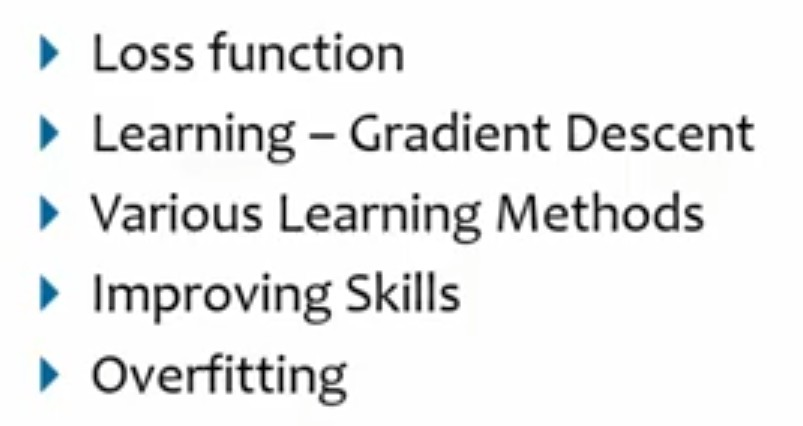 Loss function
Learning – Gradient Descent
Various Learning Methods
Improving Skills
Overfitting